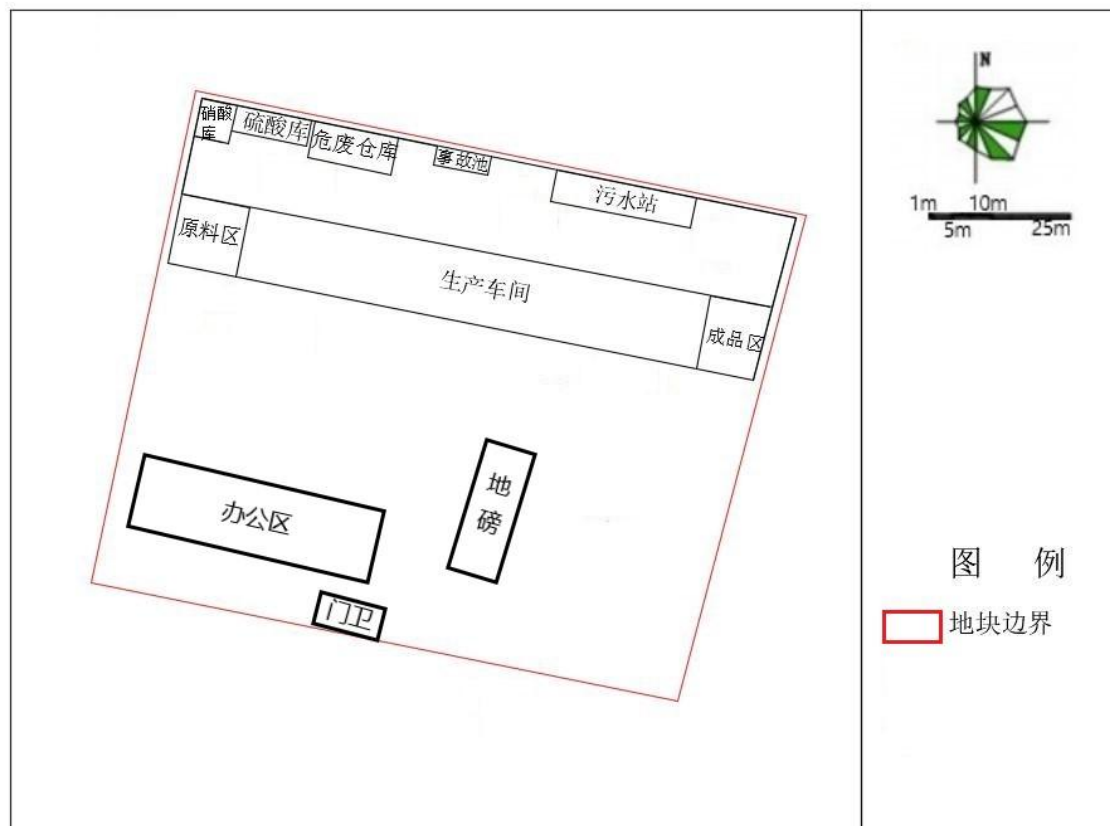 硝酸
库
硫酸库
危废仓库
事故池
污水站
原料区
生产车间
成品区
办公区
地
磅
门卫
N
1m 10m
5m 25m
图 例
地块边界